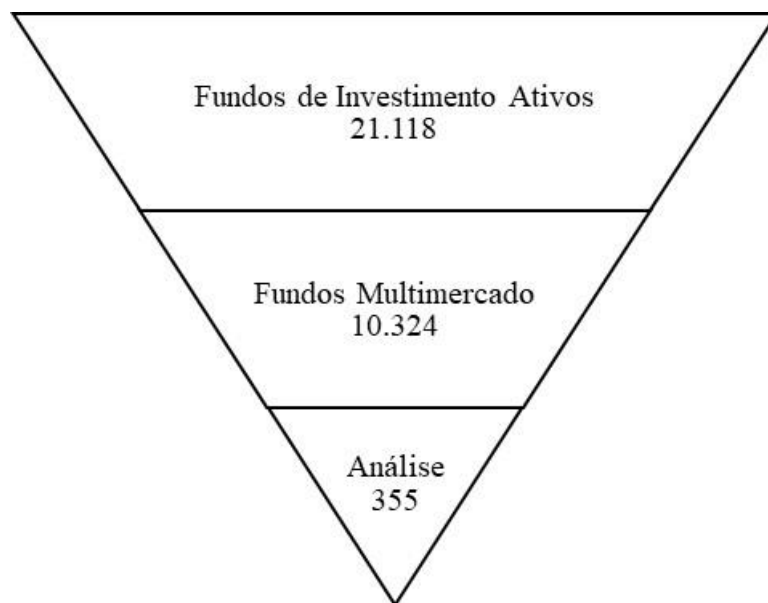 Fundos de Investimento Ativos
21.118
Fundos Multimercado
10.324
Análise
355